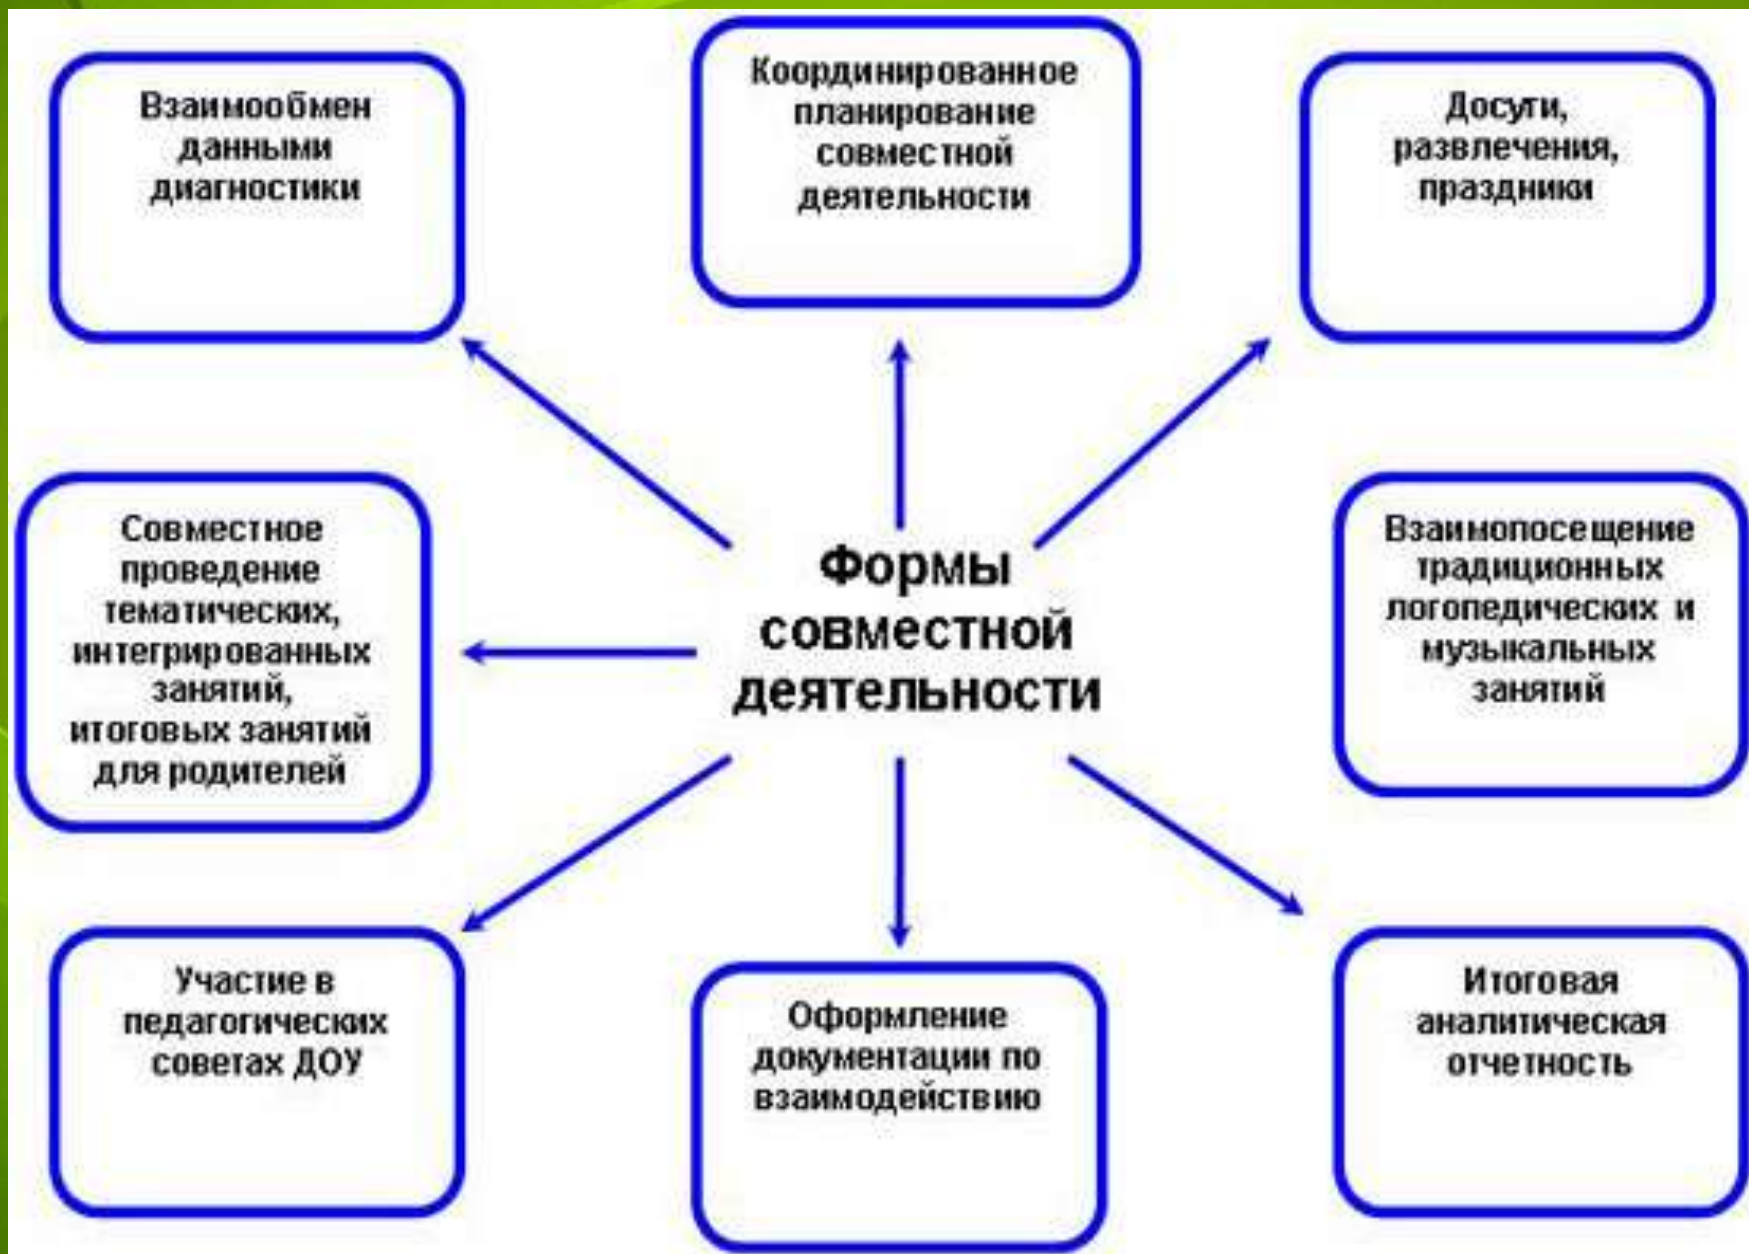 Взаимообмен
данными
диагностики
Координированное
планирование
совместной
деятельности
Досуги,
развлечения,
праздники
Совместное
проведение
тематических,
интегрированных
занятий,
итоговых занятий
для родителей
Формы
совместной
деятельности
Взаимопосещение
традиционных
логопедических и
музыкальных
занятий
Участие в
педагогических
советах ДОУ
Оформление
документации по
взаимодействию
Итоговая
аналитическая
отчетность